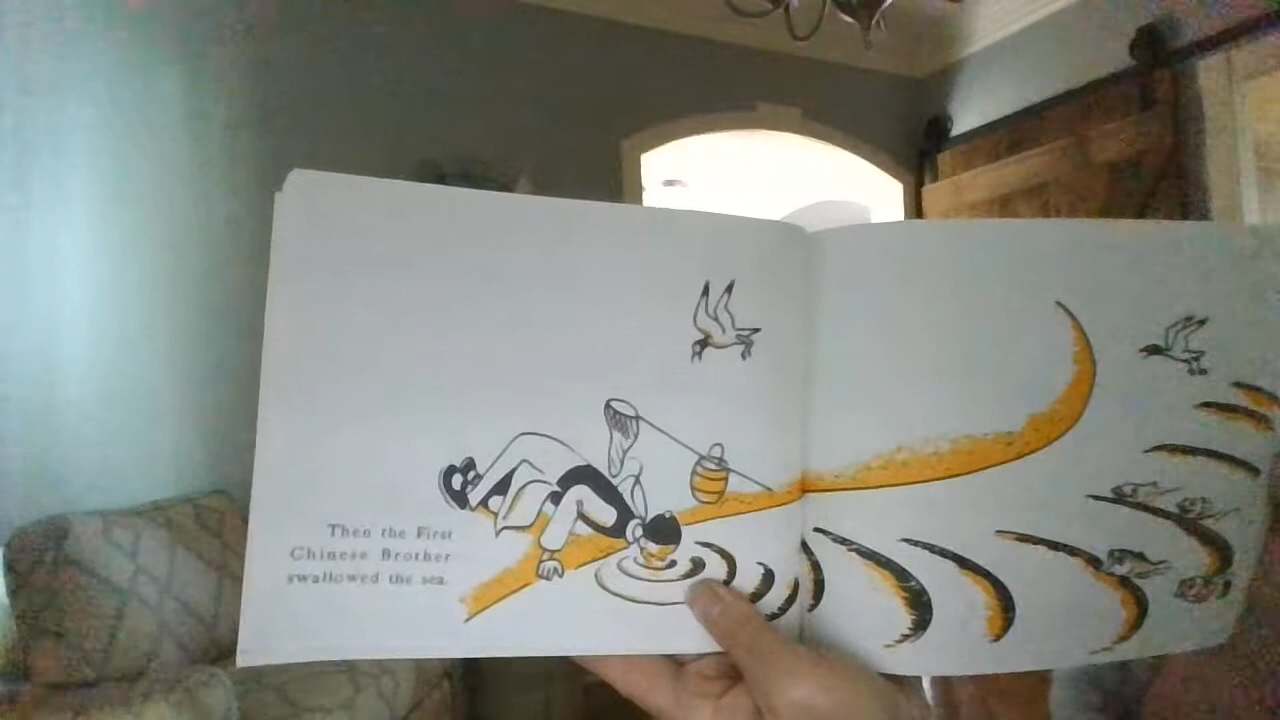 Then the First
Chinese Brother
swallowed the sea.